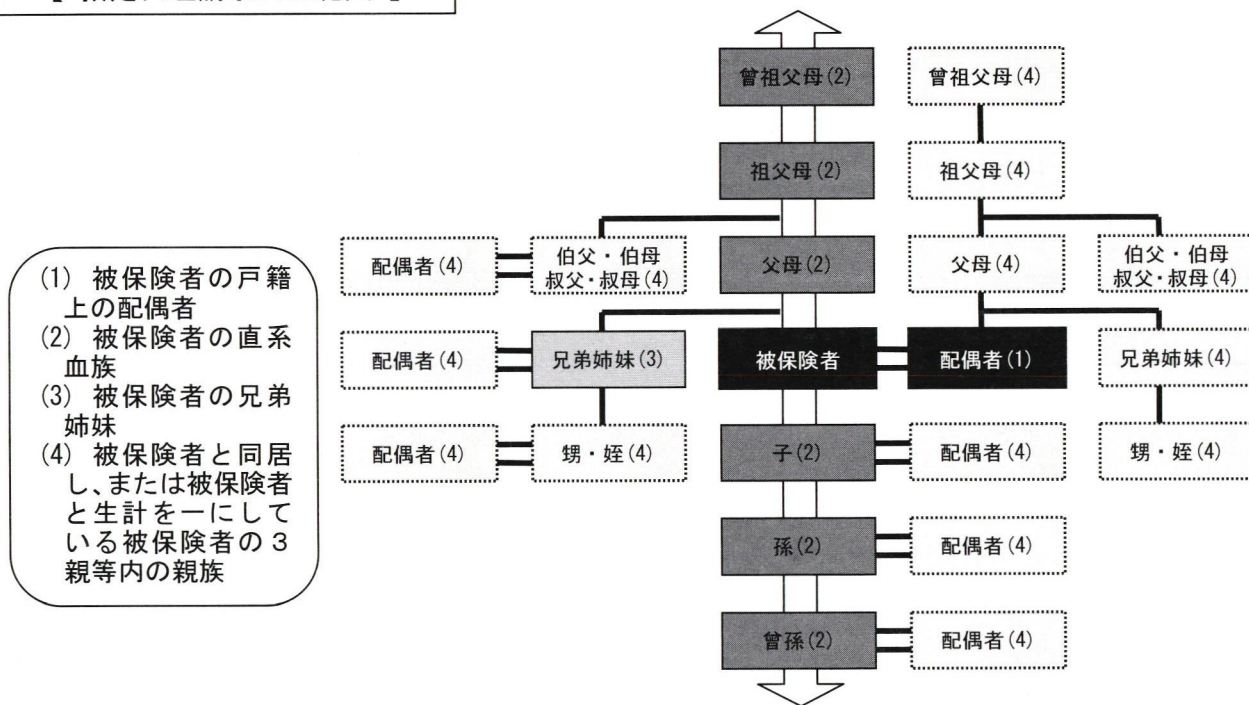 曾祖父母(2)
曾祖父母(4)
祖父母(2)
祖父母(4)
配偶者(4)
伯父・伯母
叔父・叔母(4)
父母(2)
父母(4)
伯父・伯母
叔父・叔母(4)
配偶者(4)
兄弟姉妹(3)
被保険者
配偶者(1)
兄弟姉妹(4)
配偶者(4)
甥・姪(4)
子(2)
配偶者(4)
甥・姪(4)
孫(2)
配偶者(4)
曾孫(2)
配偶者(4)
(1) 被保険者の戸籍
上の配偶者
(2) 被保険者の直系
血族
(3) 被保険者の兄弟
姉妹
(4) 被保険者と同居
し、または被保険者
と生計を一にして
いる被保険者の3
親等内の親族